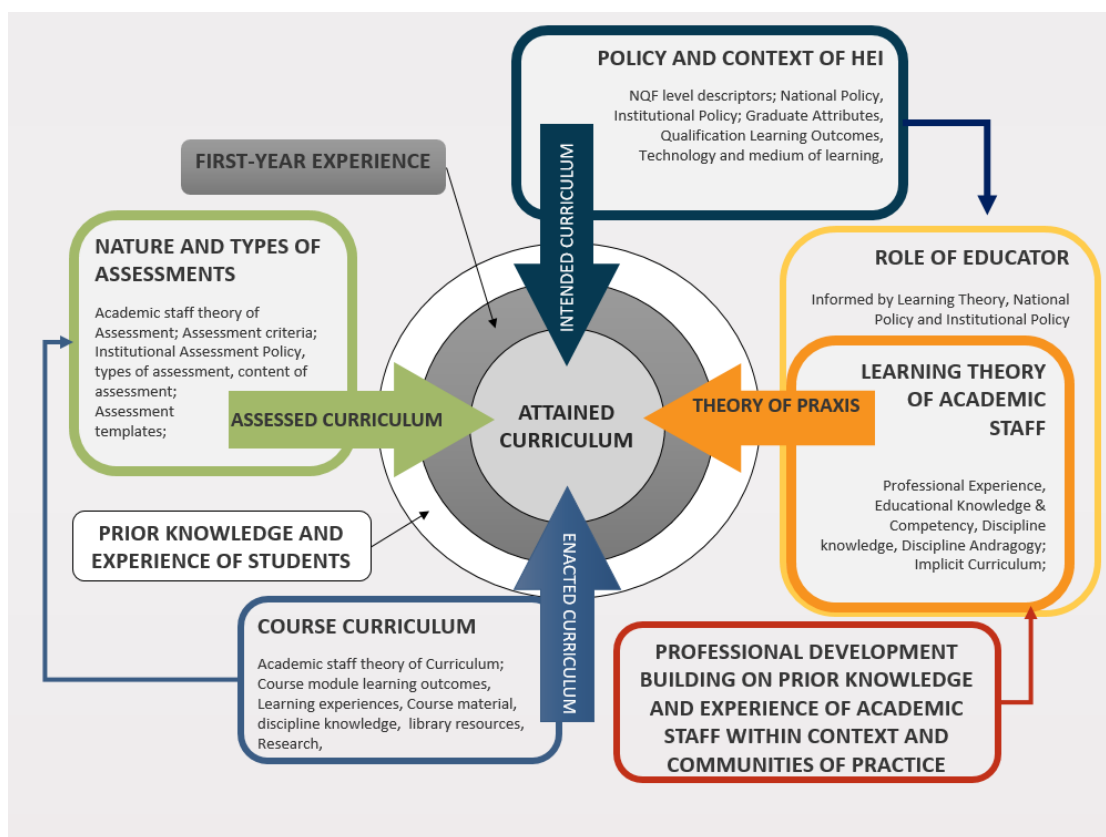 POLICY AND CONTEXT OF HEI
NQF level descriptors; National Policy,
Institutional Policy; Graduate Attributes,
Qualification Learning Outcomes,
Technology and medium of learning,
INTENDED CURRICULUM
FIRST-YEAR EXPERIENCE
NATURE AND TYPES OF
ASSESSMENTS
Academic staff theory of
Assessment; Assessment criteria;
Institutional Assessment Policy,
types of assessment, content of
assessment;
Assessment
templates;
ASSESSED CURRICULUM
ATTAINED
CURRICULUM
THEORY OF PRAXIS
ROLE OF EDUCATOR
Informed by Learning Theory, National
Policy and Institutional Policy
LEARNING THEORY
OF ACADEMIC
STAFF
Professional Experience,
Educational Knowledge &
Competency, Discipline
knowledge, Discipline Andragogy;
Implicit Curriculum;
PRIOR KNOWLEDGE AND
EXPERIENCE OF STUDENTS
ENACTED CURRICULUM
COURSE CURRICULUM
Academic staff theory of Curriculum;
Course module learning outcomes,
Learning experiences, Course material,
discipline knowledge,  library resources,
Research,
PROFESSIONAL DEVELOPMENT
BUILDING ON PRIOR KNOWLEDGE
AND EXPERIENCE OF ACADEMIC
STAFF WITHIN CONTEXT AND
COMMUNITIES OF PRACTICE